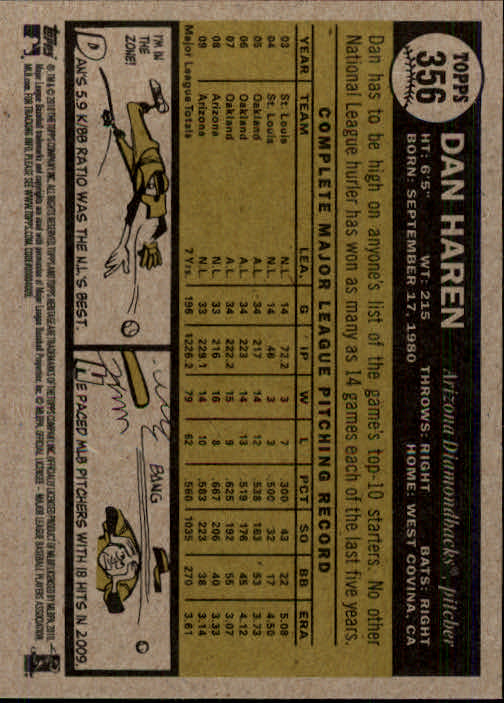 TOPPS
356
DAN HAREN
Arizona Diamondbacks®, pitcher
HT: 6'5" WT: 215 THROWS: RIGHT BATS: RIGHT
BORN: SEPTEMBER 17, 1980 HOME: WEST COVINA, CA
Dan has to be high on anyone's list of the game's top-10 starters. No other
National League hurler has won as many as 14 games each of the last five years.
COMPLETE MAJOR LEAGUE PITCHING RECORD
YEAR TEAM LEA. G IP W L PCT SO BB ERA
03 St. Louis N.L. 14 72.2 3 7 .300 43 22 5.08
04 St. Louis N.L. 14 46 3 3 .500 32 17 4.50
05 Oakland A.L. 34 217 14 12 .538 163 53 3.73
06 Oakland A.L. 34 223 14 13 .519 176 45 4.12
07 Oakland A.L. 34 222.2 15 9 .625 192 55 3.07
08 Arizona N.L. 33 216 16 8 .667 206 40 3.33
09 Arizona N.L. 33 229.1 14 10 .583 223 38 3.14
Major League Totals 7 Yrs. 196 1226.2 79 62 .560 1035 270 3.61
I'M IN
THE
ZONE!
DAN'S 5.9 K/BB RATIO WAS THE N.L.'S BEST.
BANG
HE PACED MLB PITCHERS WITH 18 HITS IN 2009.